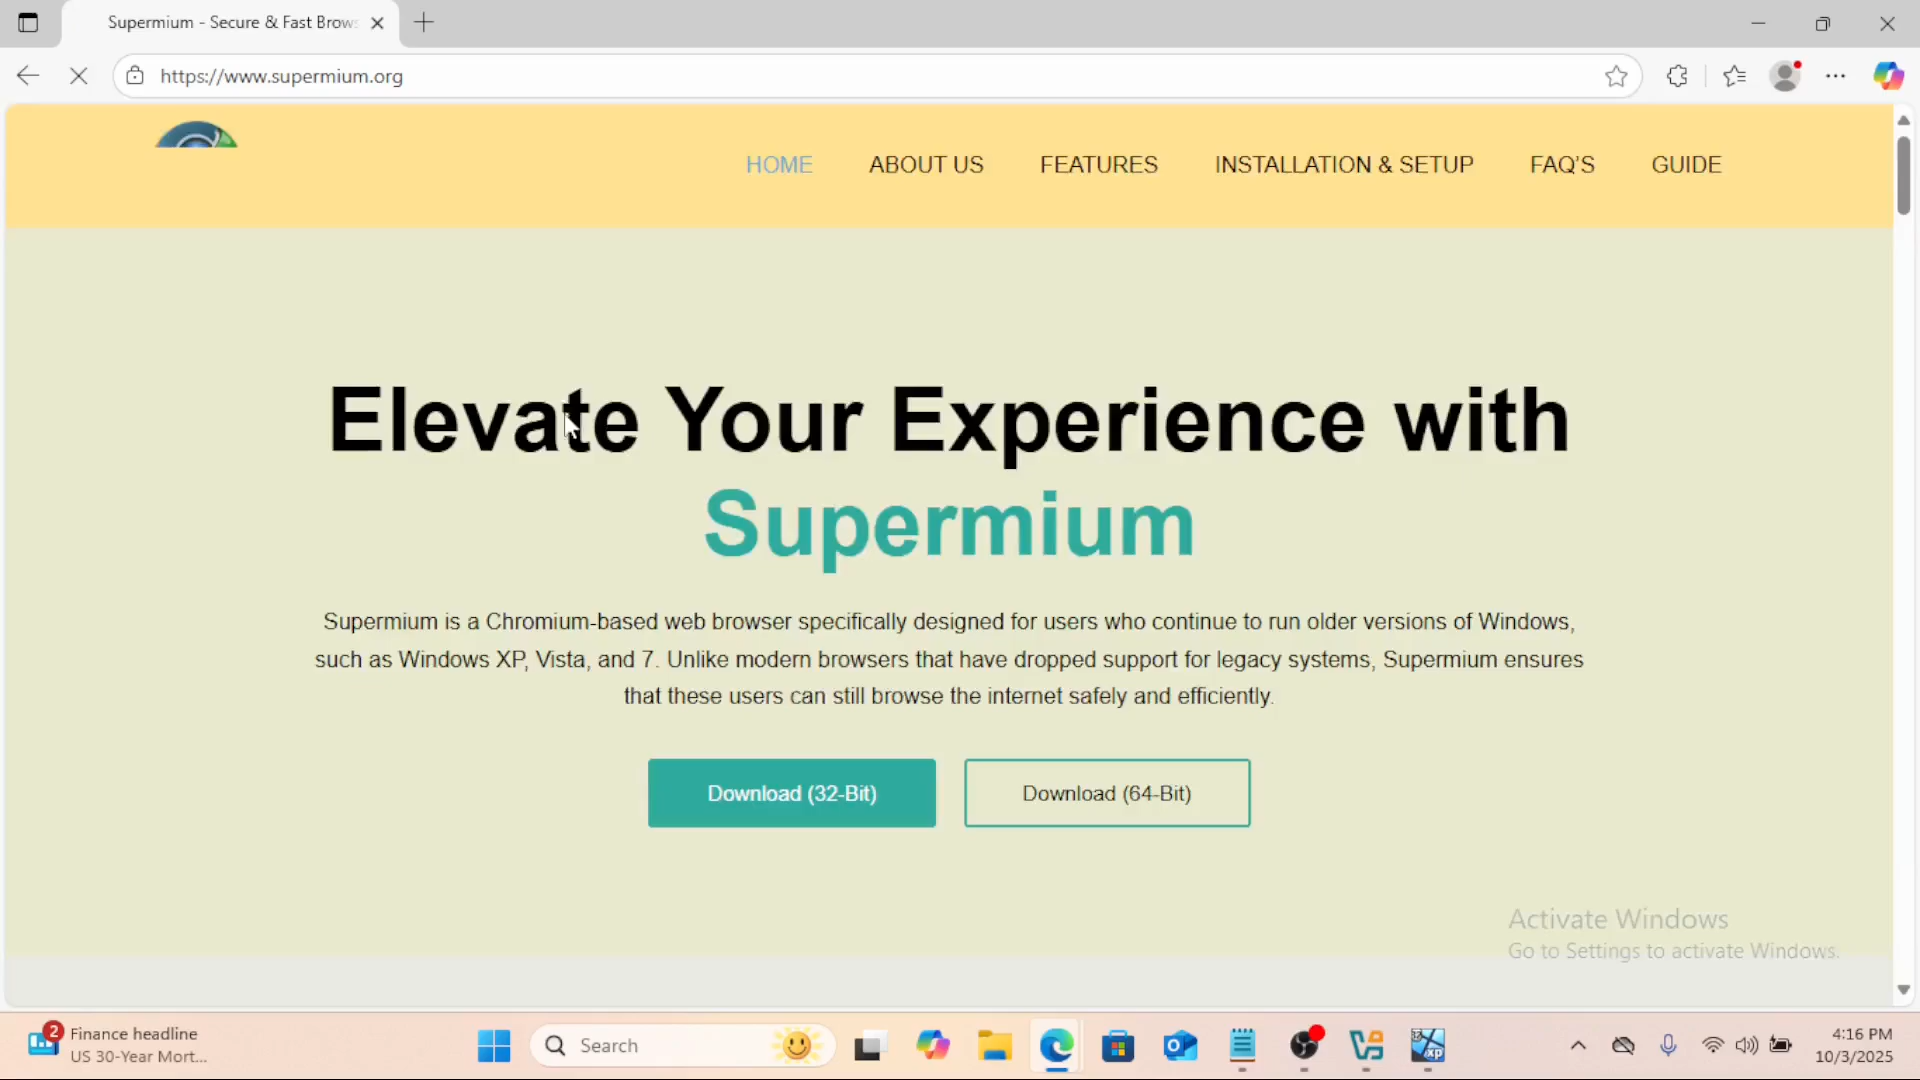 Supermium - Secure & Fast Brow
https://www.supermium.org
HOME
ABOUT US
FEATURES
INSTALLATION & SETUP
FAQ'S
GUIDE
Elevate Your Experience with
Supermium
Supermium is a Chromium-based web browser specifically designed for users who continue to run older versions of Windows,
such as Windows XP, Vista, and 7. Unlike modern browsers that have dropped support for legacy systems, Supermium ensures
that these users can still browse the internet safely and efficiently.
Download (32-Bit)
Download (64-Bit)
Activate Windows
Go to Settings to activate Windows.
2
Finance headline
US 30-Year Mort...
Search
xp
4:16 PM
10/3/2025